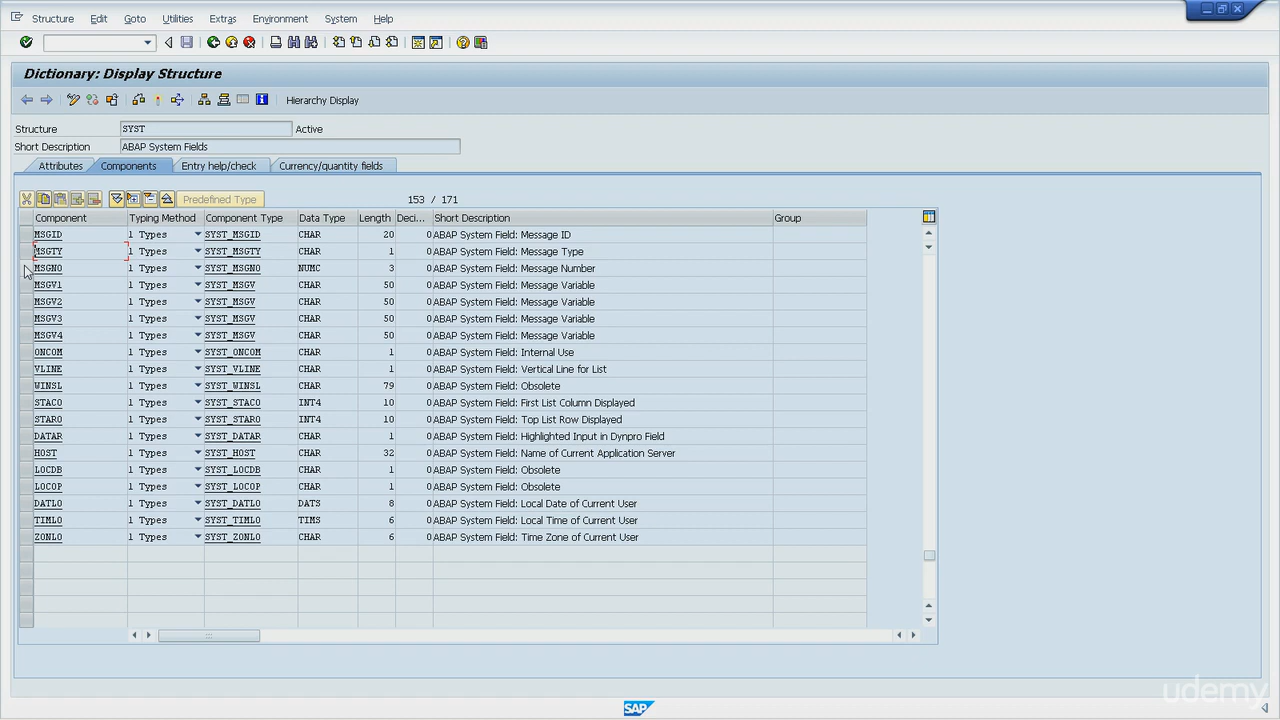 Structure Edit Goto Utilities Extras Environment System Help
Dictionary: Display Structure
Hierarchy Display
Structure SYST Active
Short Description ABAP System Fields
Attributes Components Entry help/check Currency/quantity fields
Predefined Type 153 / 171
Component Typing Method Component Type Data Type Length Deci... Short Description Group
MSGID 1 Types SYST_MSGID CHAR 20 0 ABAP System Field: Message ID
MSGTY 1 Types SYST_MSGTY CHAR 1 0 ABAP System Field: Message Type
MSGNO 1 Types SYST_MSGNO NUMC 3 0 ABAP System Field: Message Number
MSGV1 1 Types SYST_MSGV CHAR 50 0 ABAP System Field: Message Variable
MSGV2 1 Types SYST_MSGV CHAR 50 0 ABAP System Field: Message Variable
MSGV3 1 Types SYST_MSGV CHAR 50 0 ABAP System Field: Message Variable
MSGV4 1 Types SYST_MSGV CHAR 50 0 ABAP System Field: Message Variable
ONCOM 1 Types SYST_ONCOM CHAR 1 0 ABAP System Field: Internal Use
VLINE 1 Types SYST_VLINE CHAR 1 0 ABAP System Field: Vertical Line for List
WINSL 1 Types SYST_WINSL CHAR 79 0 ABAP System Field: Obsolete
STACO 1 Types SYST_STACO INT4 10 0 ABAP System Field: First List Column Displayed
STARO 1 Types SYST_STARO INT4 10 0 ABAP System Field: Top List Row Displayed
DATAR 1 Types SYST_DATAR CHAR 1 0 ABAP System Field: Highlighted Input in Dynpro Field
HOST 1 Types SYST_HOST CHAR 32 0 ABAP System Field: Name of Current Application Server
LOCDB 1 Types SYST_LOCDB CHAR 1 0 ABAP System Field: Obsolete
LOCOP 1 Types SYST_LOCOP CHAR 1 0 ABAP System Field: Obsolete
DATLO 1 Types SYST_DATLO DATS 8 0 ABAP System Field: Local Date of Current User
TIMLO 1 Types SYST_TIMLO TIMS 6 0 ABAP System Field: Local Time of Current User
ZONLO 1 Types SYST_ZONLO CHAR 6 0 ABAP System Field: Time Zone of Current User
udemy
SAP